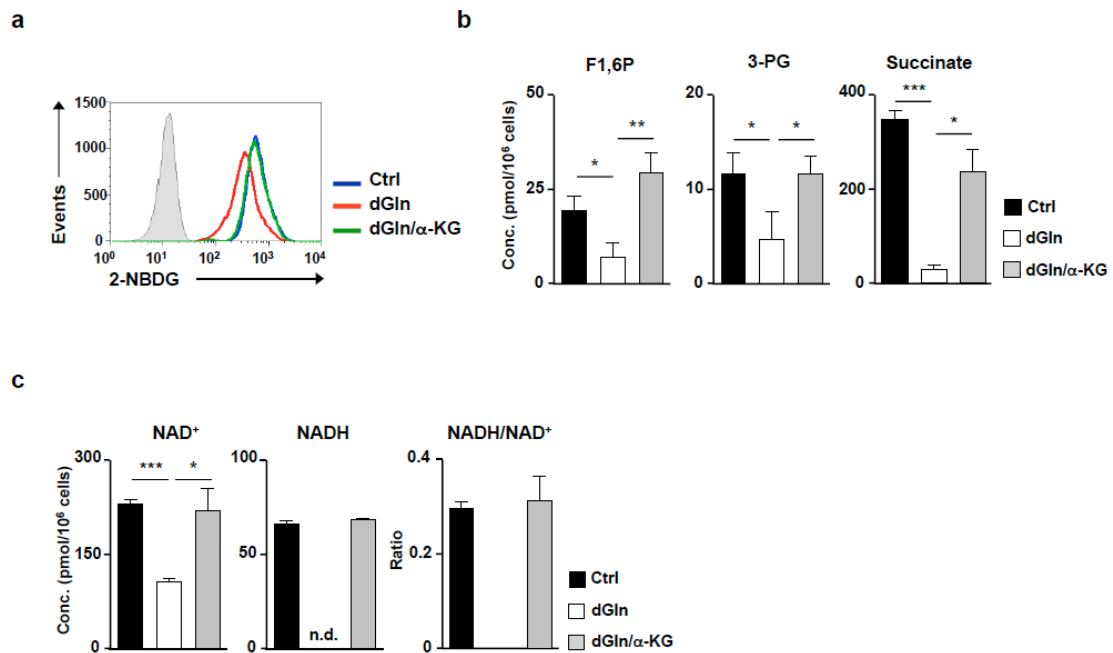 a
Events
1500
1000
500
0
10⁰ 10¹ 10² 10³ 10⁴
2-NBDG
Ctrl
dGln
dGln/α-KG
b
F1,6P
3-PG
Succinate
Conc. (pmol/10⁶ cells)
50
25
0
* **
20
10
0
* *
400
200
0
*** *
Ctrl
dGln
dGln/α-KG
c
NAD⁺
NADH
NADH/NAD⁺
Conc. (pmol/10⁶ cells)
300
150
0
*** *
100
50
0
n.d.
Ratio
0.4
0.2
0
Ctrl
dGln
dGln/α-KG